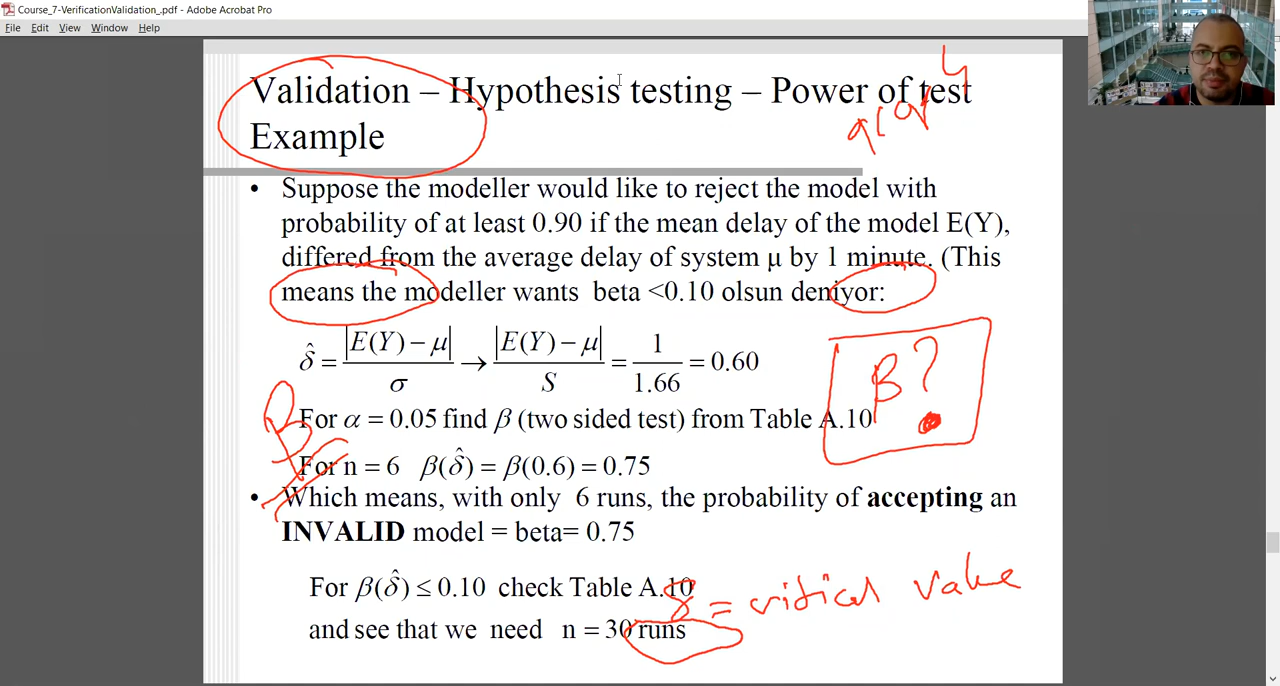 Course_7-VerificationValidation_.pdf - Adobe Acrobat Pro
File Edit View Window Help
Validation – Hypothesis testing – Power of test
Example
• Suppose the modeller would like to reject the model with
probability of at least 0.90 if the mean delay of the model E(Y),
differed from the average delay of system μ by 1 minute. (This
means the modeller wants beta <0.10 olsun deniyor:
δ̂ = |E(Y) − μ| / σ → |E(Y) − μ| / S = 1 / 1.66 = 0.60
β ?
For α = 0.05 find β (two sided test) from Table A.10
β
For n = 6 β(δ̂) = β(0.6) = 0.75
• Which means, with only 6 runs, the probability of accepting an
INVALID model = beta= 0.75
For β(δ̂) ≤ 0.10 check Table A.10
= critical value
and see that we need n = 30 runs